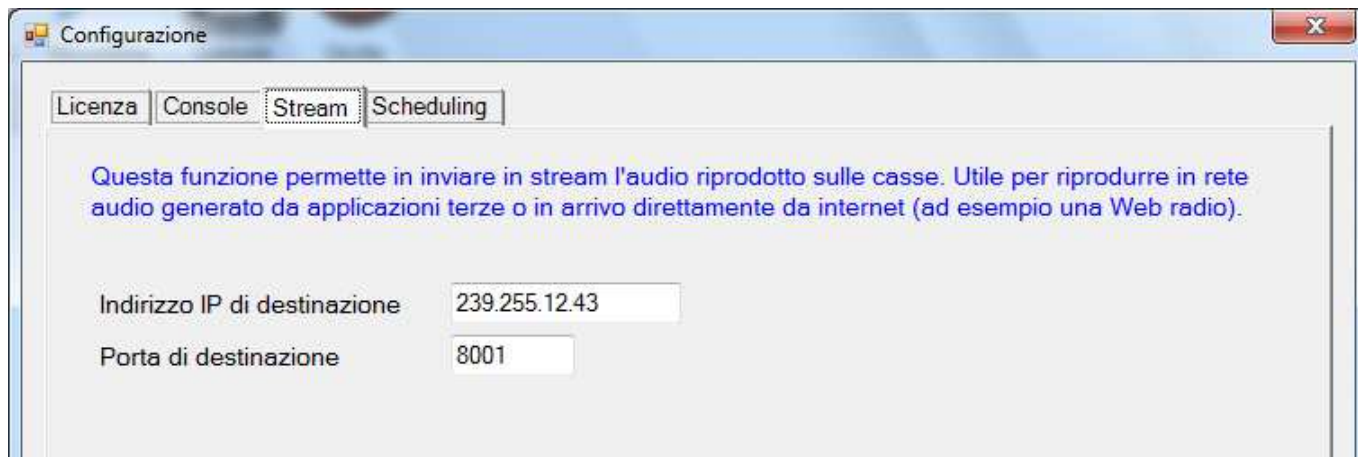 Configurazione
Licenza Console Stream Scheduling
Questa funzione permette in inviare in stream l'audio riprodotto sulle casse. Utile per riprodurre in rete
audio generato da applicazioni terze o in arrivo direttamente da internet (ad esempio una Web radio).
Indirizzo IP di destinazione 239.255.12.43
Porta di destinazione 8001